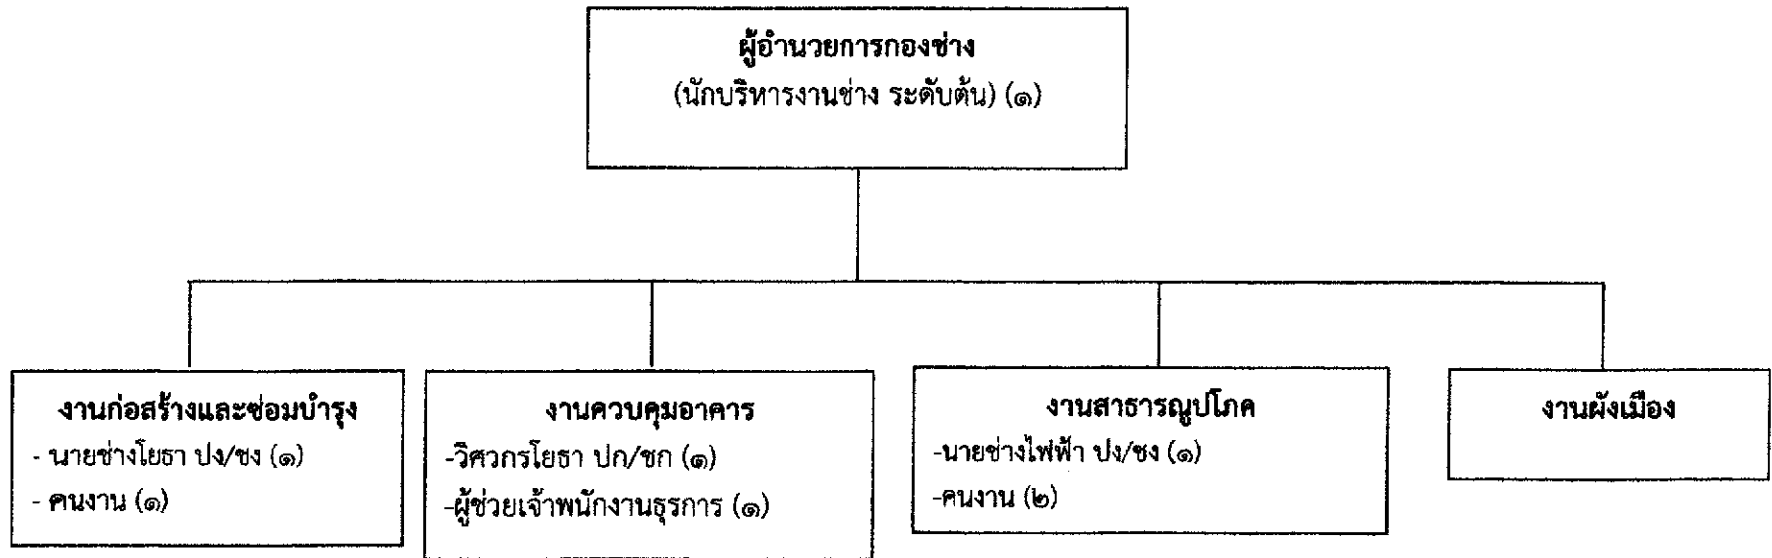 ผู้อำนวยการกองช่าง
(นักบริหารงานช่าง ระดับต้น) (๑)
งานก่อสร้างและซ่อมบำรุง
- นายช่างโยธา ปง/ชง (๑)
- คนงาน (๑)
งานควบคุมอาคาร
-วิศวกรโยธา ปก/ชก (๑)
-ผู้ช่วยเจ้าพนักงานธุรการ (๑)
งานสาธารณูปโภค
-นายช่างไฟฟ้า ปง/ชง (๑)
-คนงาน (๒)
งานผังเมือง